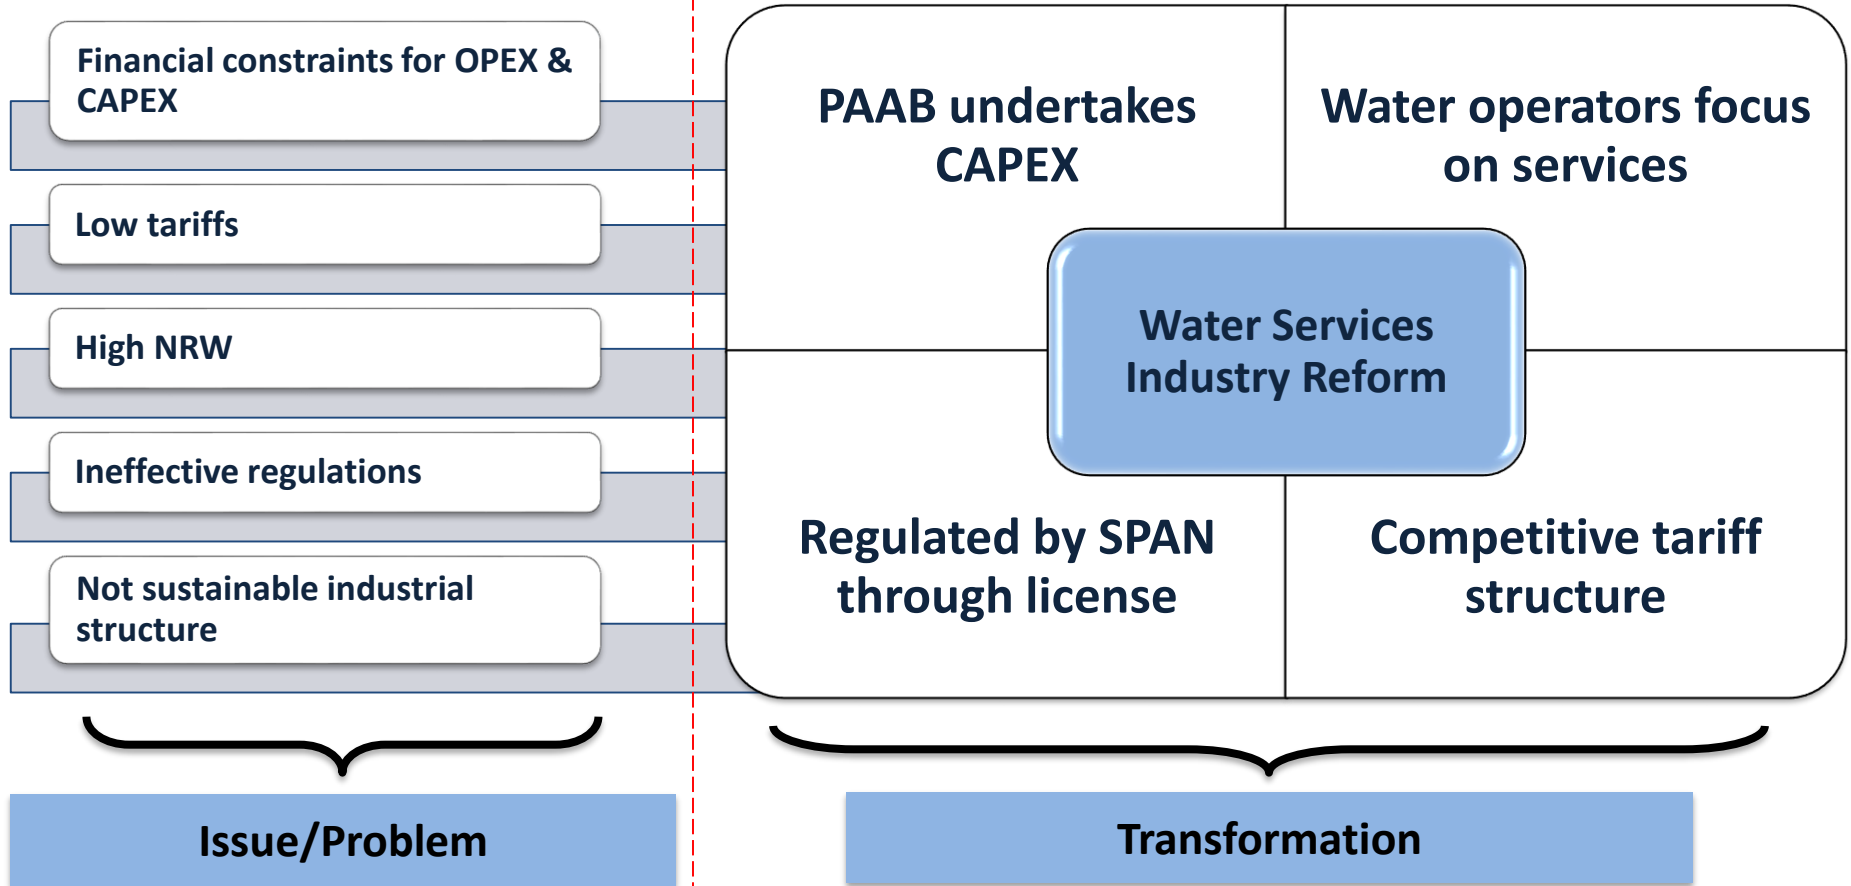 Financial constraints for OPEX &
CAPEX
Low tariffs
High NRW
Ineffective regulations
Not sustainable industrial
structure
Issue/Problem
PAAB undertakes
CAPEX
Water operators focus
on services
Water Services
Industry Reform
Regulated by SPAN
through license
Competitive tariff
structure
Transformation